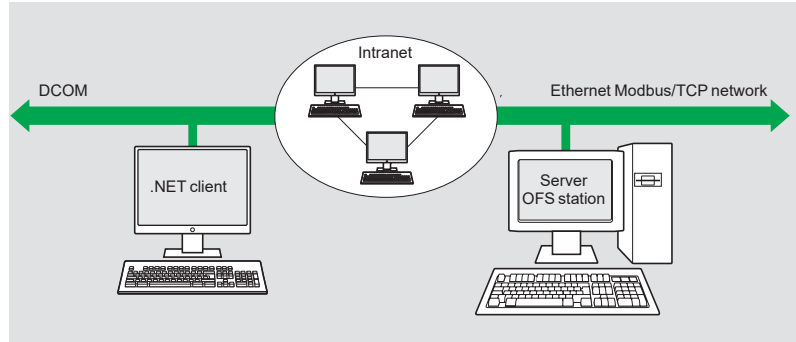 Intranet
DCOM
Ethernet Modbus/TCP network
.NET client
Server
OFS station